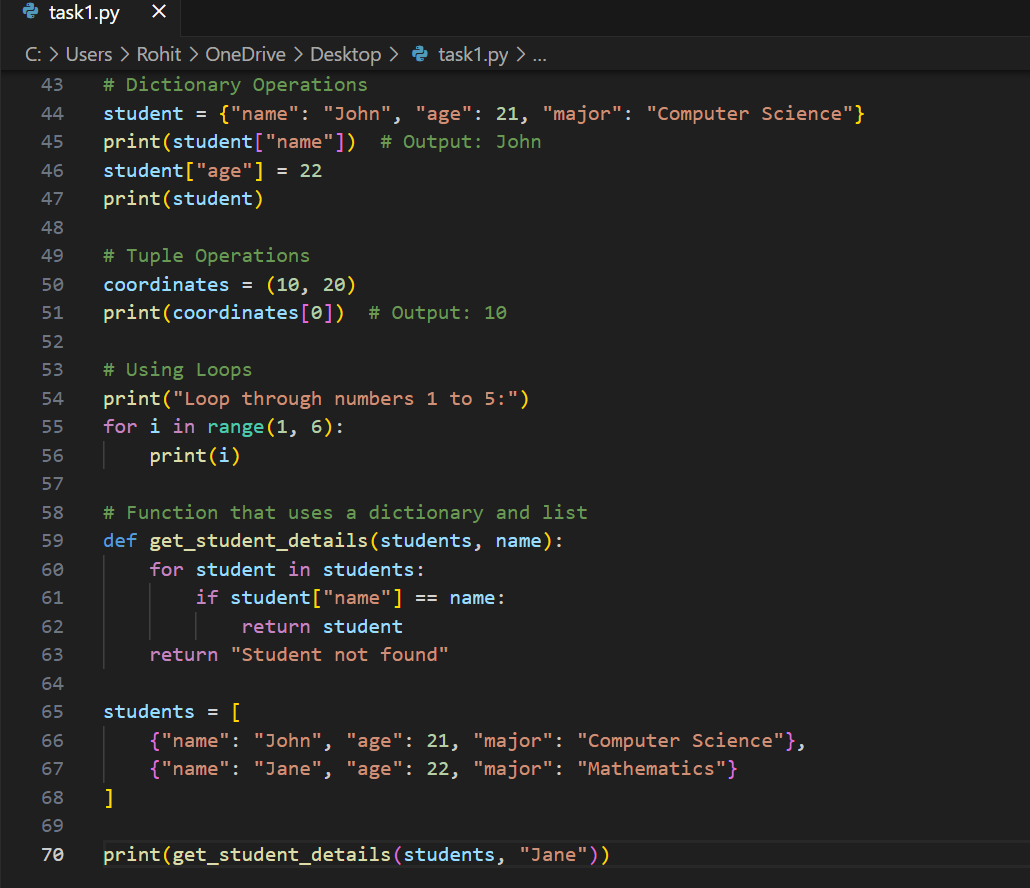 task1.py ×
C: > Users > Rohit > OneDrive > Desktop > task1.py > ...
43 # Dictionary Operations
44 student = {"name": "John", "age": 21, "major": "Computer Science"}
45 print(student["name"])  # Output: John
46 student["age"] = 22
47 print(student)
48
49 # Tuple Operations
50 coordinates = (10, 20)
51 print(coordinates[0])  # Output: 10
52
53 # Using Loops
54 print("Loop through numbers 1 to 5:")
55 for i in range(1, 6):
56     print(i)
57
58 # Function that uses a dictionary and list
59 def get_student_details(students, name):
60     for student in students:
61         if student["name"] == name:
62             return student
63     return "Student not found"
64
65 students = [
66     {"name": "John", "age": 21, "major": "Computer Science"},
67     {"name": "Jane", "age": 22, "major": "Mathematics"}
68 ]
69
70 print(get_student_details(students, "Jane"))